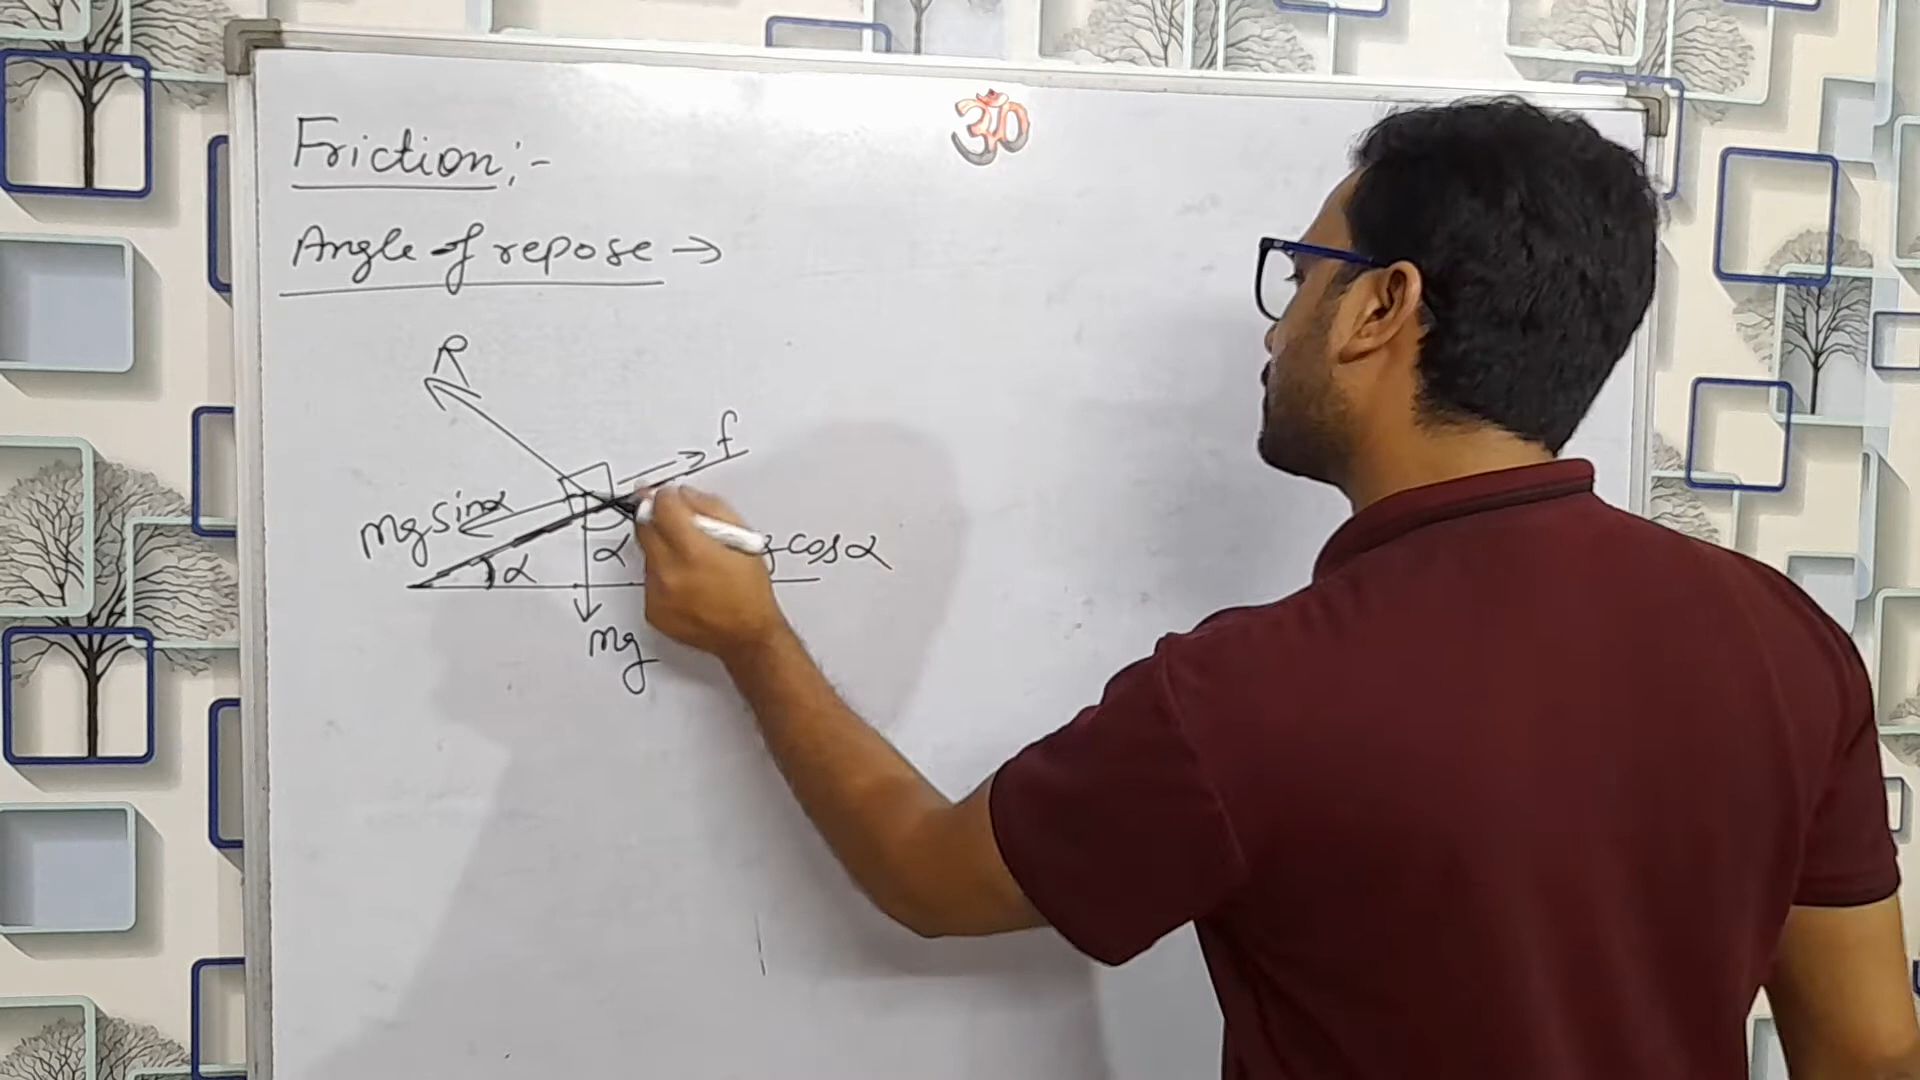 Friction:-
Angle of repose →
R
f
mg sinα
α
α
g cosα
mg
ॐ